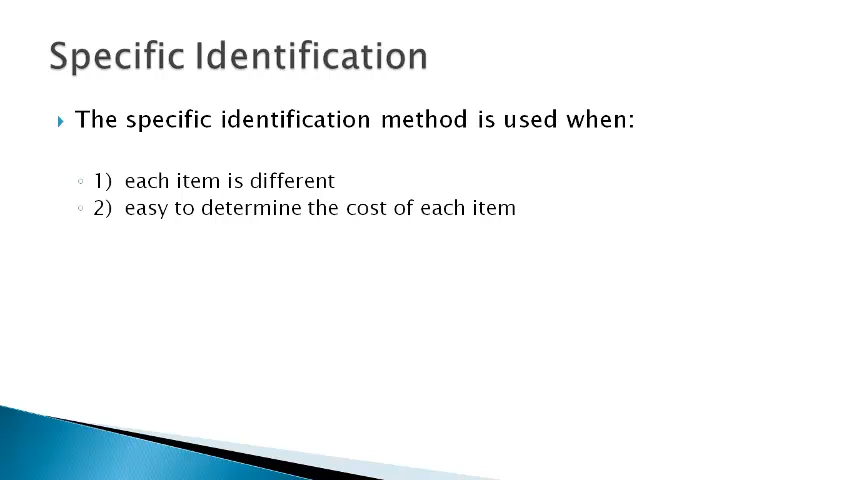 Specific Identification
The specific identification method is used when:
1) each item is different
2) easy to determine the cost of each item